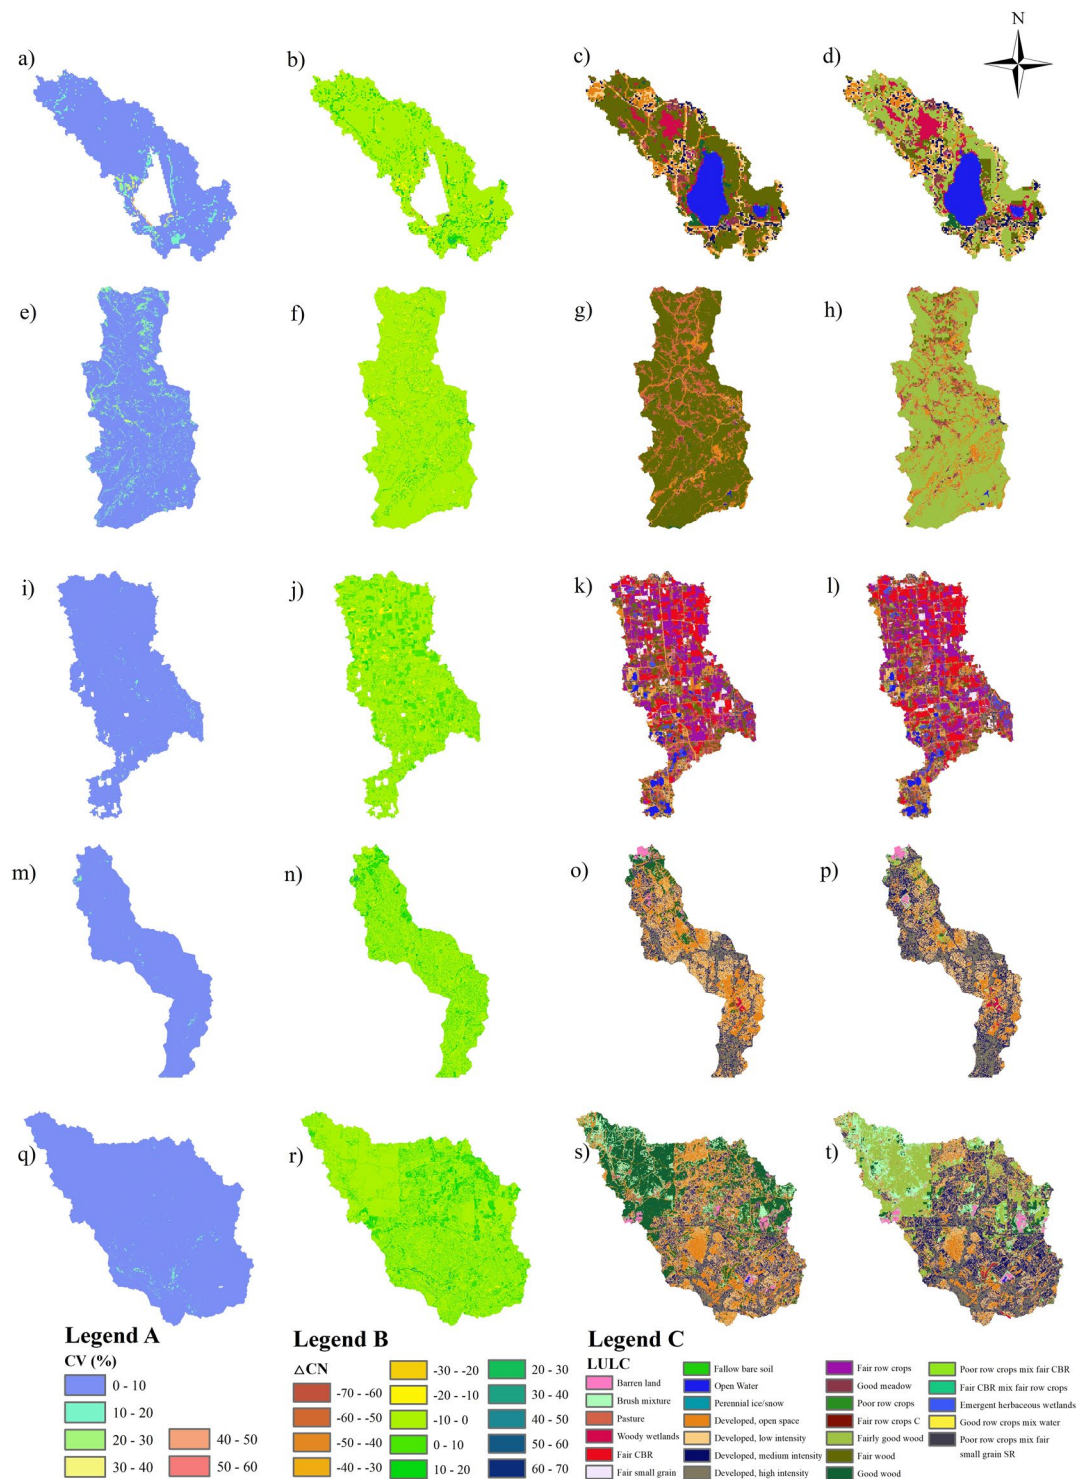 N
a)
b)
c)
d)
e)
f)
g)
h)
i)
j)
k)
l)
m)
n)
o)
p)
q)
r)
s)
t)
Legend A
CV (%)
0 - 10
10 - 20
20 - 30
30 - 40
40 - 50
50 - 60
Legend B
△CN
-70 - -60
-60 - -50
-50 - -40
-40 - -30
-30 - -20
-20 - -10
-10 - 0
0 - 10
10 - 20
20 - 30
30 - 40
40 - 50
50 - 60
60 - 70
Legend C
LULC
Barren land
Brush mixture
Pasture
Woody wetlands
Fair CBR
Fair small grain
Fallow bare soil
Open Water
Perennial ice/snow
Developed, open space
Developed, low intensity
Developed, medium intensity
Developed, high intensity
Fair row crops
Good meadow
Poor row crops
Fair row crops C
Fairly good wood
Fair wood
Good wood
Poor row crops mix fair CBR
Fair CBR mix fair row crops
Emergent herbaceous wetlands
Good row crops mix water
Poor row crops mix fair
small grain SR